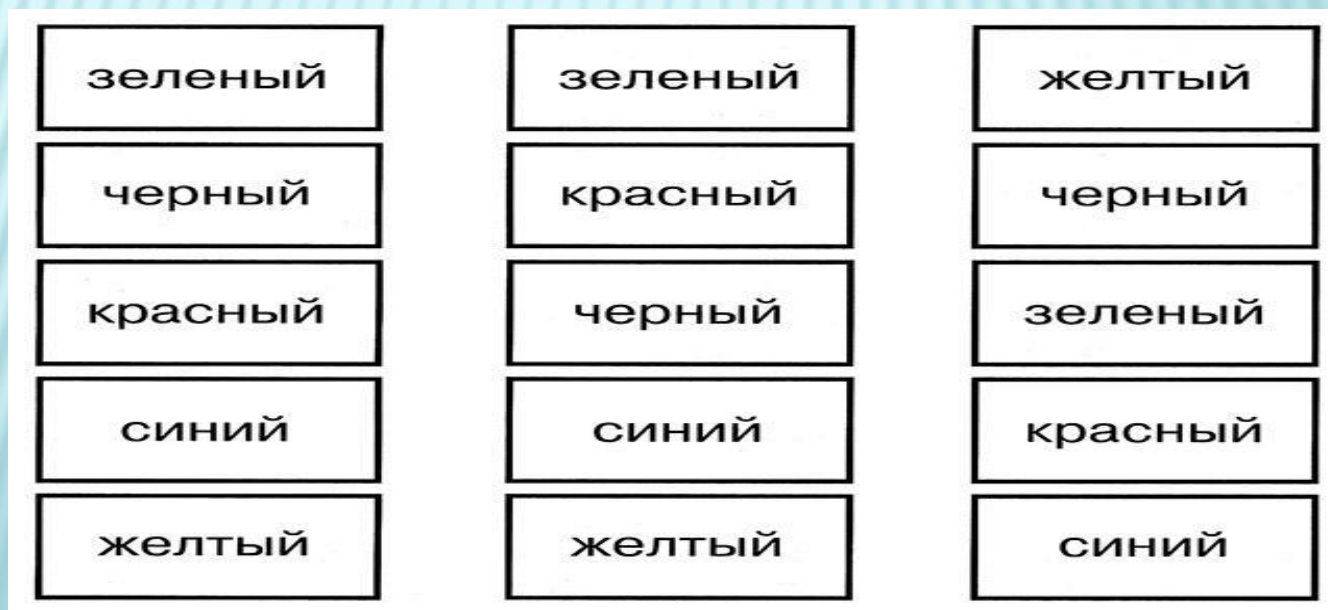 зеленый зеленый желтый
черный красный черный
красный черный зеленый
синий синий красный
желтый желтый синий